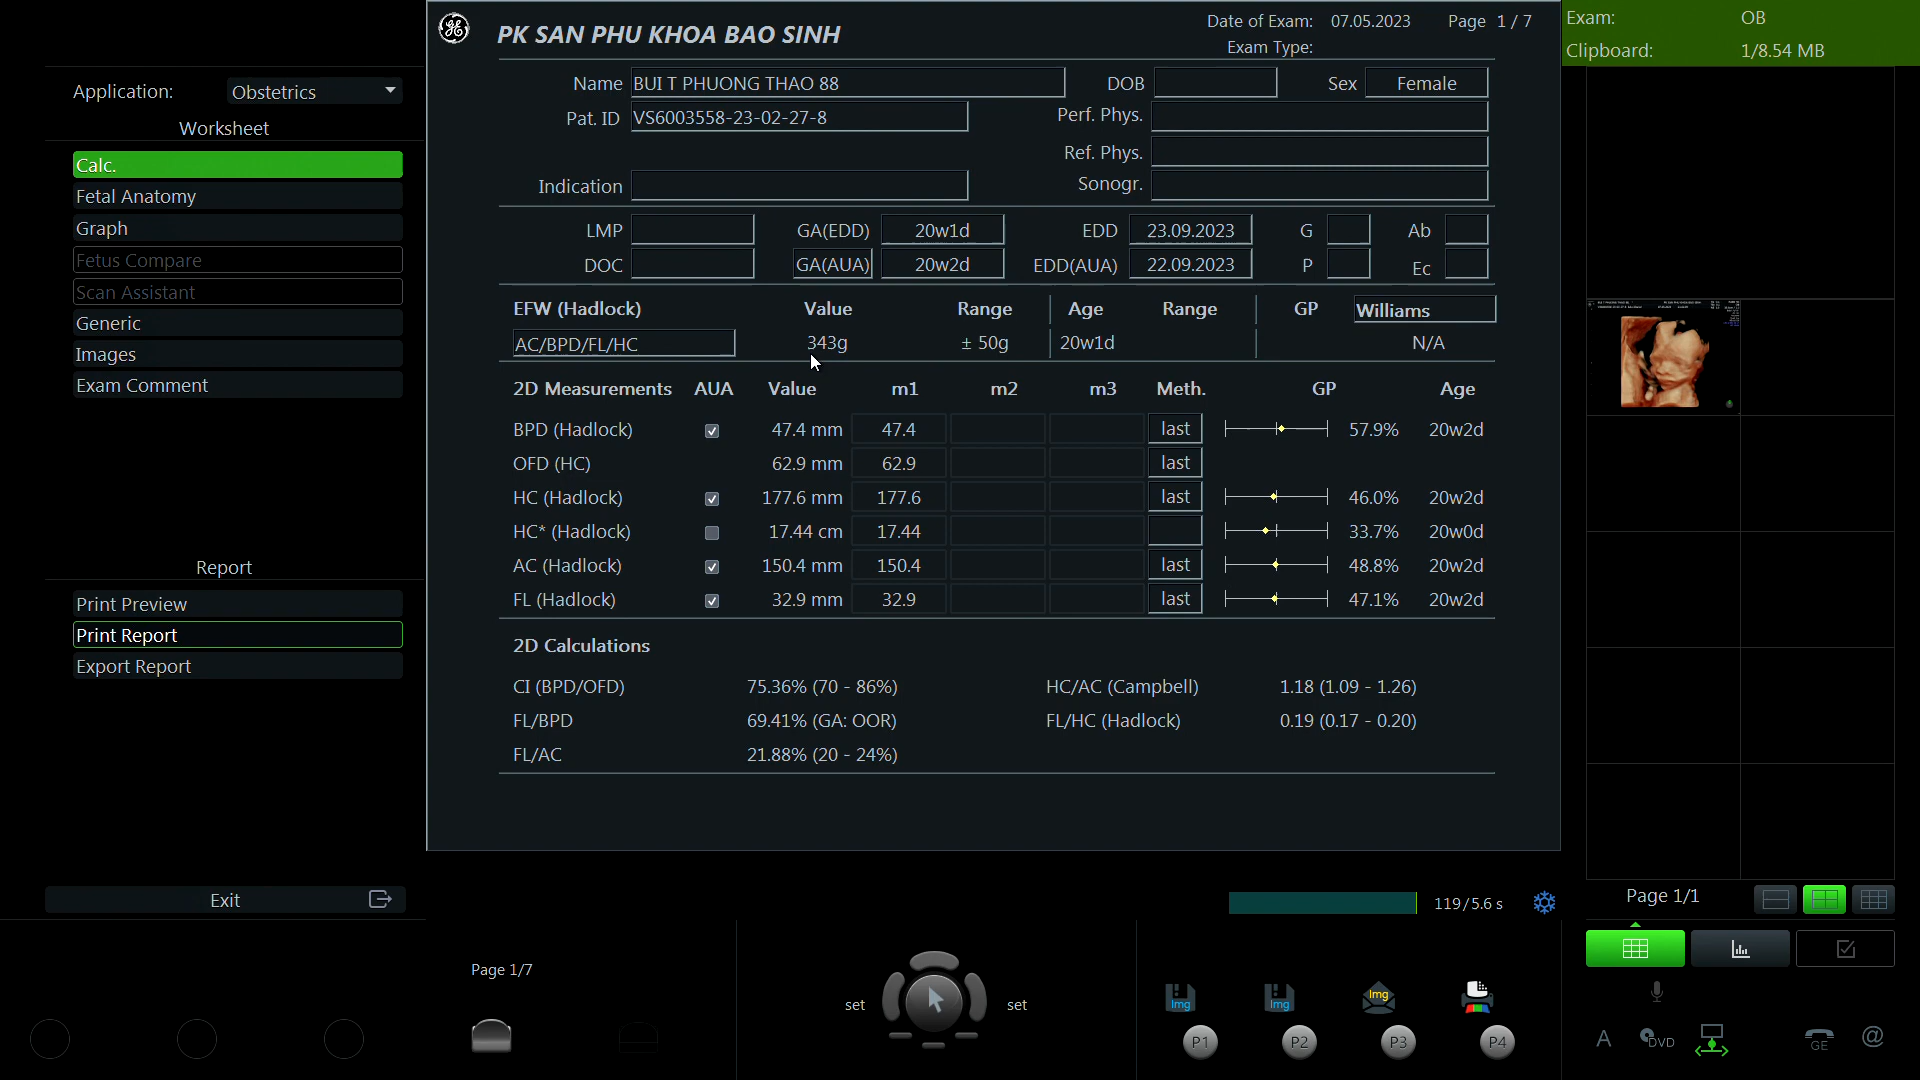 PK SAN PHU KHOA BAO SINH
Date of Exam: 07.05.2023 Page 1 / 7
Exam Type:
Exam: OB
Clipboard: 1/8.54 MB
Application: Obstetrics
Worksheet
Calc.
Fetal Anatomy
Graph
Fetus Compare
Scan Assistant
Generic
Images
Exam Comment
Report
Print Preview
Print Report
Export Report
Exit
Name BUI T PHUONG THAO 88 DOB Sex Female
Pat. ID VS6003558-23-02-27-8 Perf. Phys.
Ref. Phys.
Indication Sonogr.
LMP GA(EDD) 20w1d EDD 23.09.2023 G Ab
DOC GA(AUA) 20w2d EDD(AUA) 22.09.2023 P Ec
EFW (Hadlock) Value Range Age Range GP Williams
AC/BPD/FL/HC 343g ± 50g 20w1d N/A
2D Measurements AUA Value m1 m2 m3 Meth. GP Age
BPD (Hadlock) 47.4 mm 47.4 last 57.9% 20w2d
OFD (HC) 62.9 mm 62.9 last
HC (Hadlock) 177.6 mm 177.6 last 46.0% 20w2d
HC* (Hadlock) 17.44 cm 17.44 33.7% 20w0d
AC (Hadlock) 150.4 mm 150.4 last 48.8% 20w2d
FL (Hadlock) 32.9 mm 32.9 last 47.1% 20w2d
2D Calculations
CI (BPD/OFD) 75.36% (70 - 86%) HC/AC (Campbell) 1.18 (1.09 - 1.26)
FL/BPD 69.41% (GA: OOR) FL/HC (Hadlock) 0.19 (0.17 - 0.20)
FL/AC 21.88% (20 - 24%)
119/5.6 s
Page 1/1
Page 1/7
set set
Img Img Img
P1 P2 P3 P4
A DVD GE @